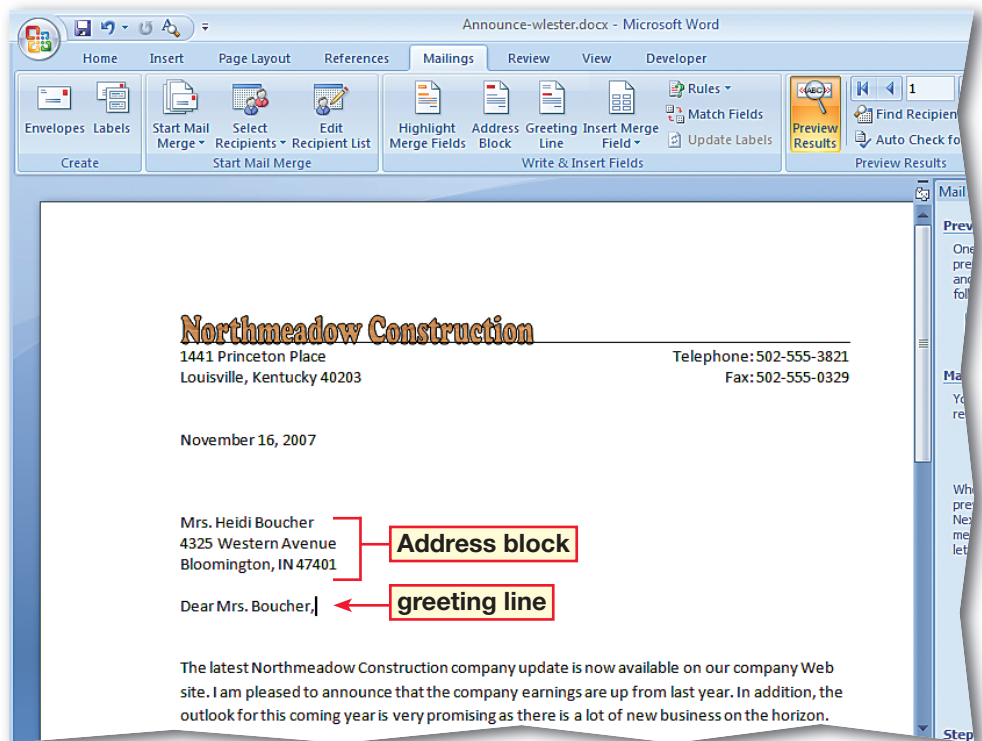 Announce-wlester.docx - Microsoft Word
Home Insert Page Layout References Mailings Review View Developer
Envelopes Labels
Create
Start Mail Merge
Select Recipients
Edit Recipient List
Start Mail Merge
Highlight Merge Fields
Address Block
Greeting Line
Insert Merge Field
Rules
Match Fields
Update Labels
Write & Insert Fields
«ABC»
Preview Results
1
Find
Auto Check
Preview
Mail
One
and
Northmeadow Construction
1441 Princeton Place Telephone: 502-555-3821
Louisville, Kentucky 40203 Fax: 502-555-0329
November 16, 2007
Mrs. Heidi Boucher
4325 Western Avenue
Bloomington, IN 47401
Address block
Dear Mrs. Boucher,
greeting line
The latest Northmeadow Construction company update is now available on our company Web
site. I am pleased to announce that the company earnings are up from last year. In addition, the
outlook for this coming year is very promising as there is a lot of new business on the horizon.
Step